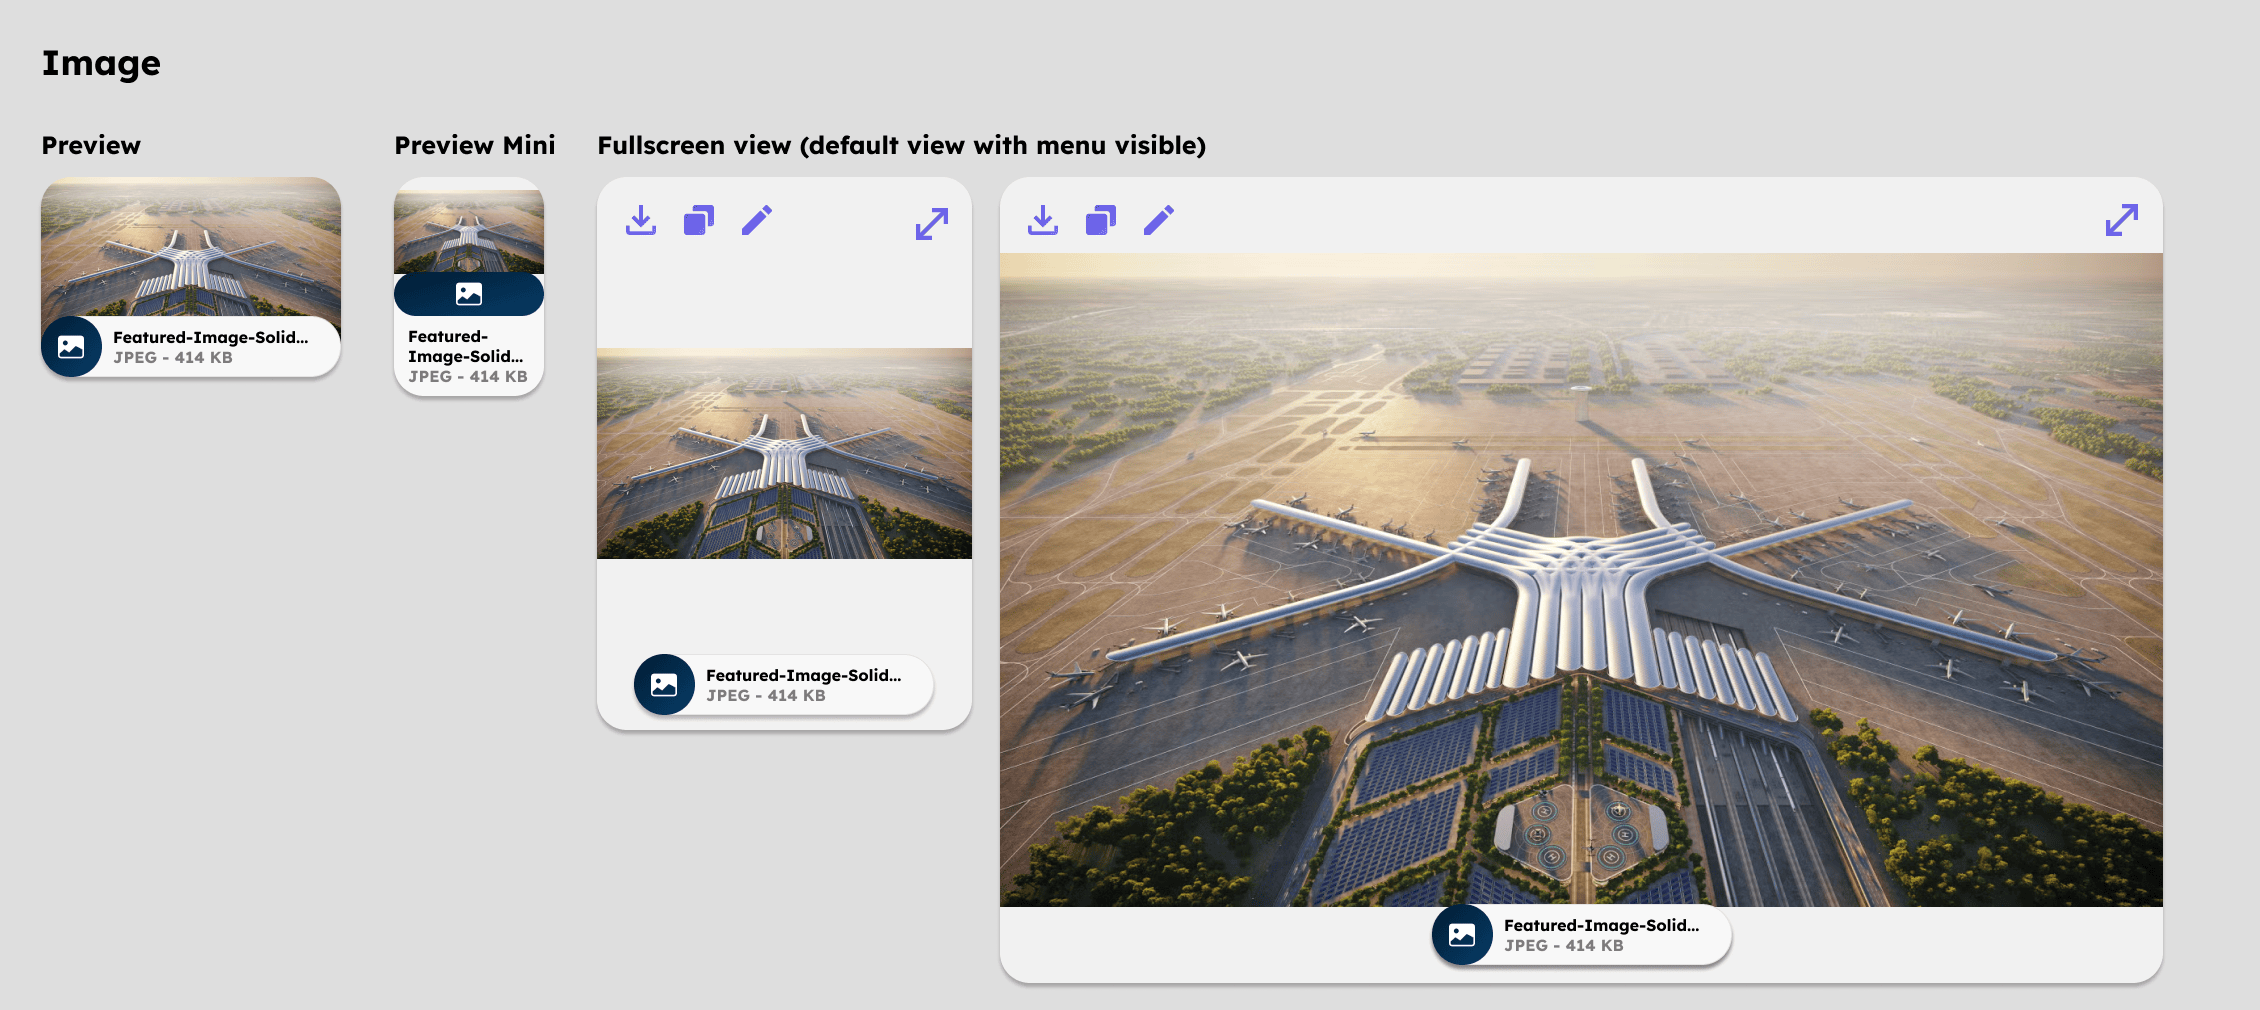 Image
Preview
Preview Mini
Fullscreen view (default view with menu visible)
Featured-Image-Solid...
JPEG - 414 KB
Featured-
Image-Solid...
JPEG - 414 KB
Featured-Image-Solid...
JPEG - 414 KB
Featured-Image-Solid...
JPEG - 414 KB